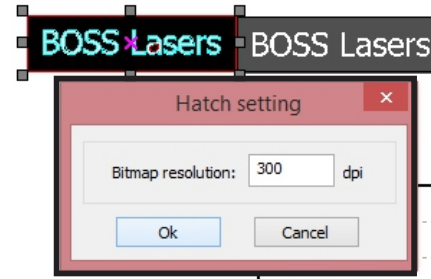 BOSS Lasers BOSS Lasers
Hatch setting ×
Bitmap resolution: 300 dpi
Ok Cancel